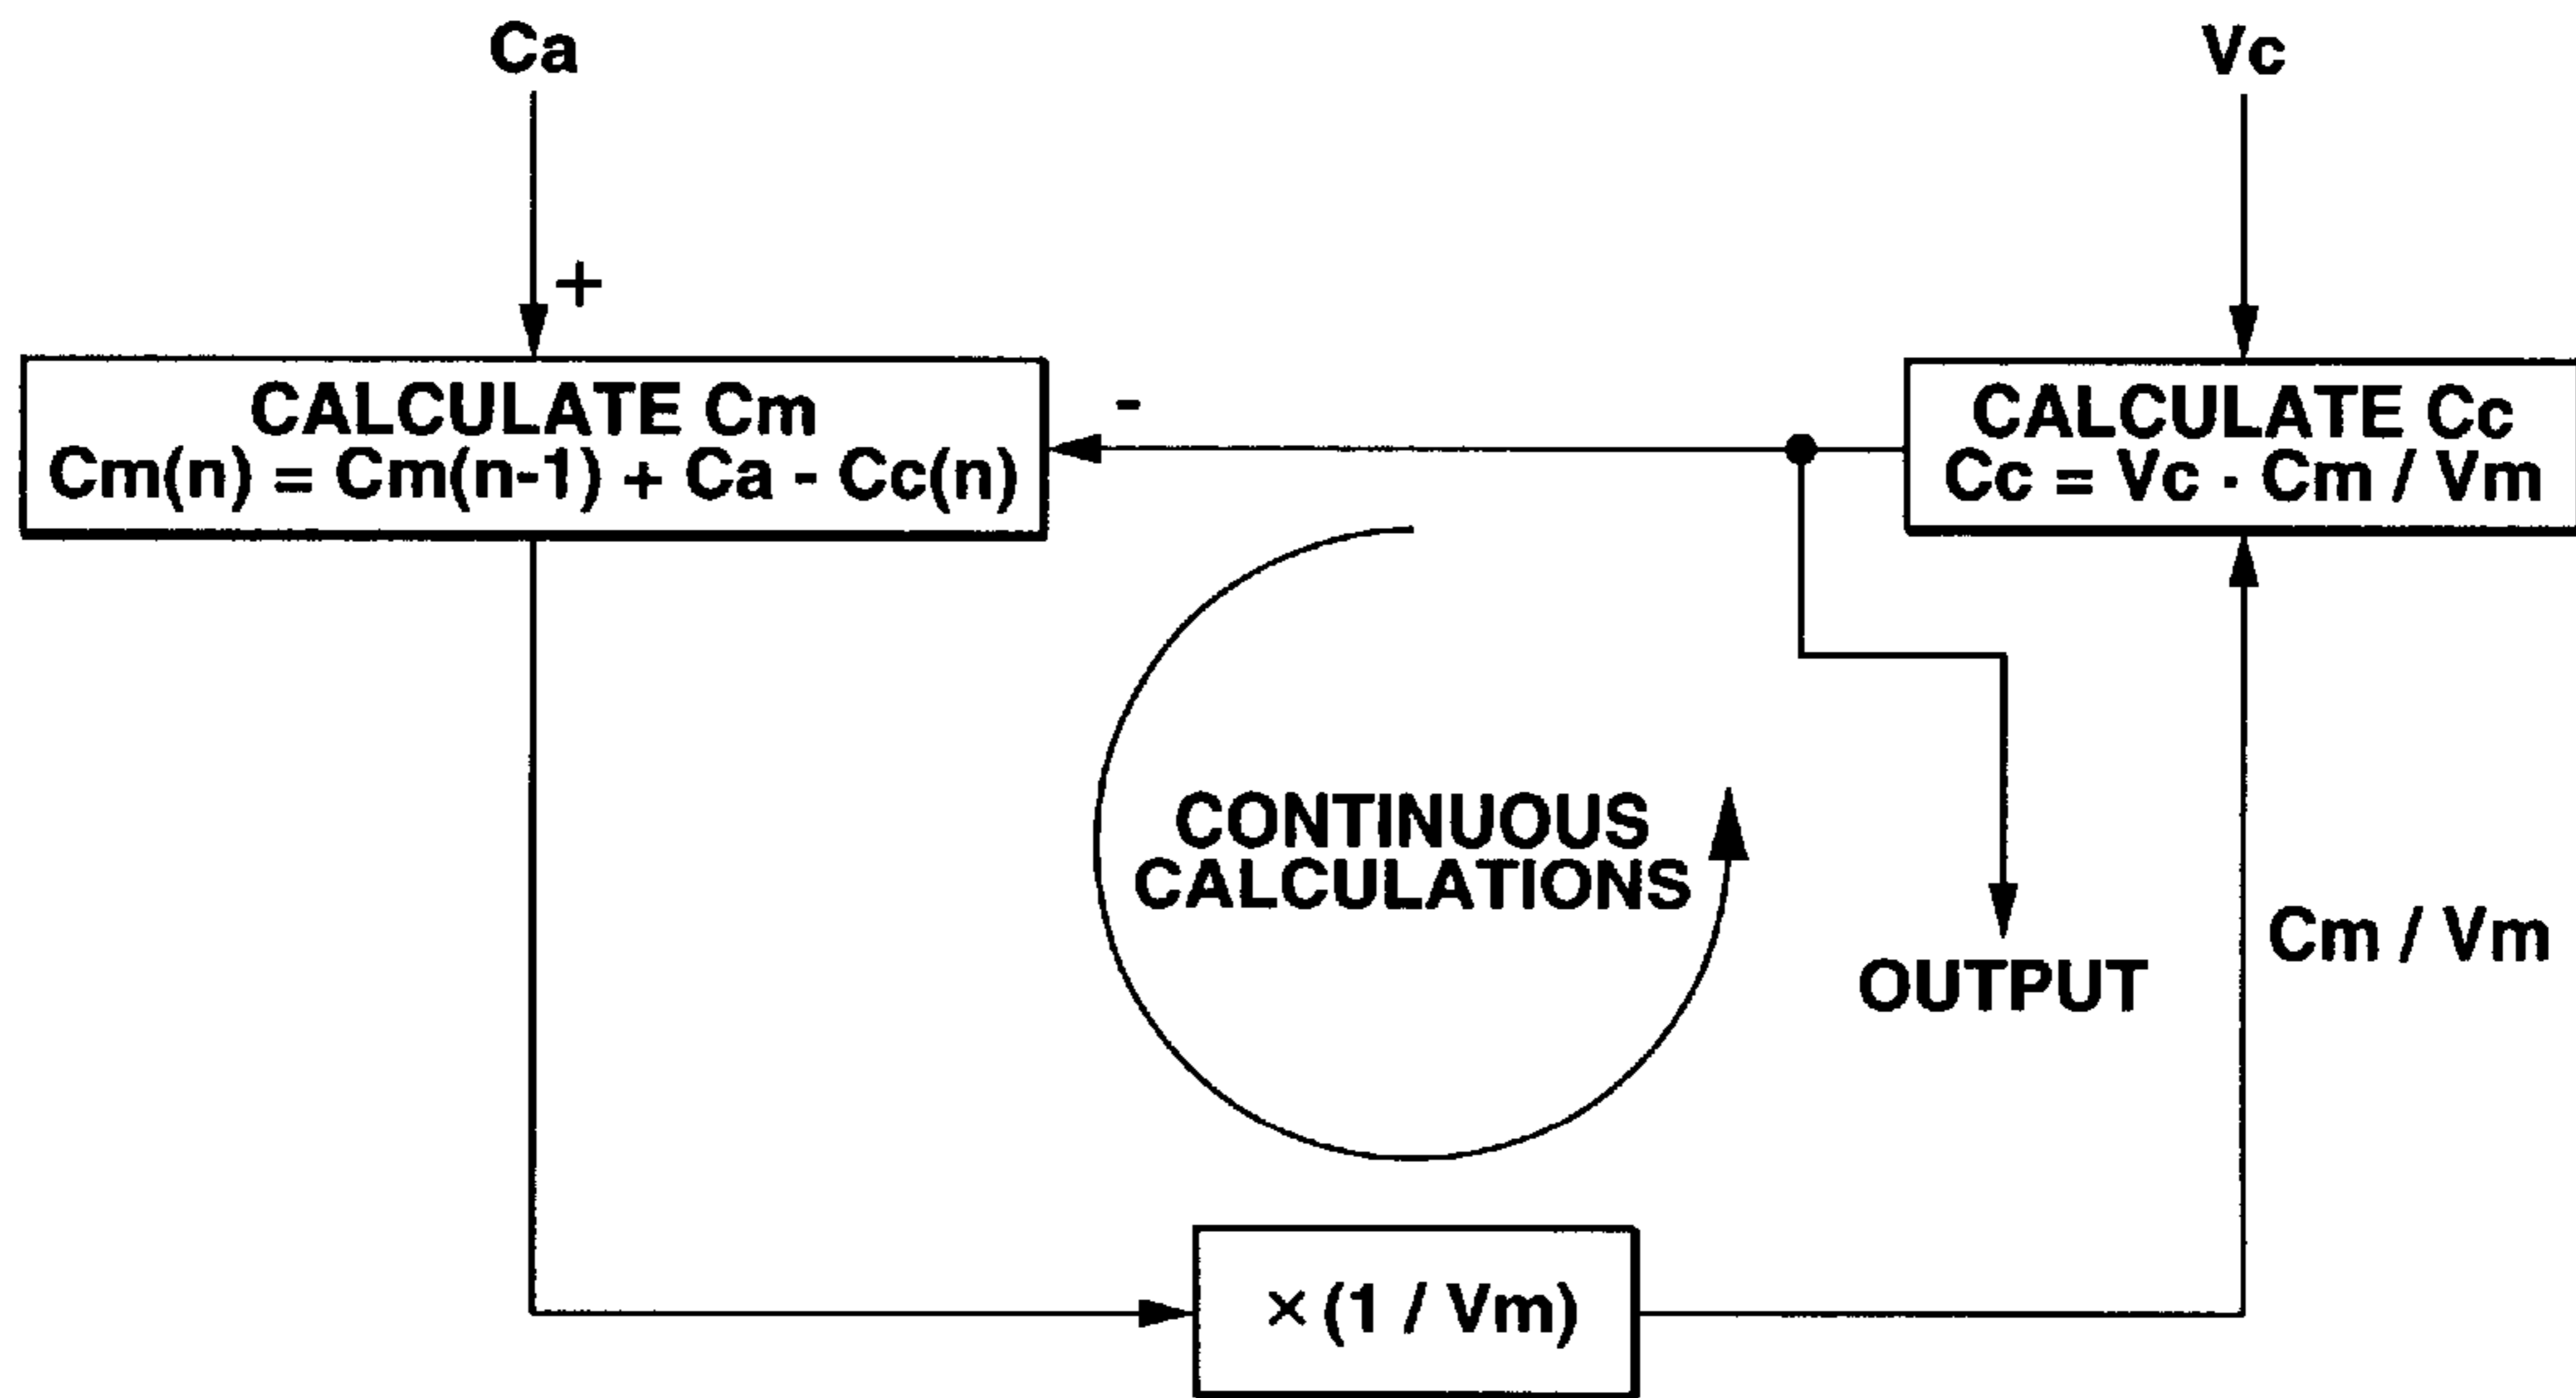 Ca
Vc
+
CALCULATE Cm
Cm(n) = Cm(n-1) + Ca - Cc(n)
-
CALCULATE Cc
Cc = Vc · Cm / Vm
CONTINUOUS
CALCULATIONS
OUTPUT
Cm / Vm
×(1 / Vm)